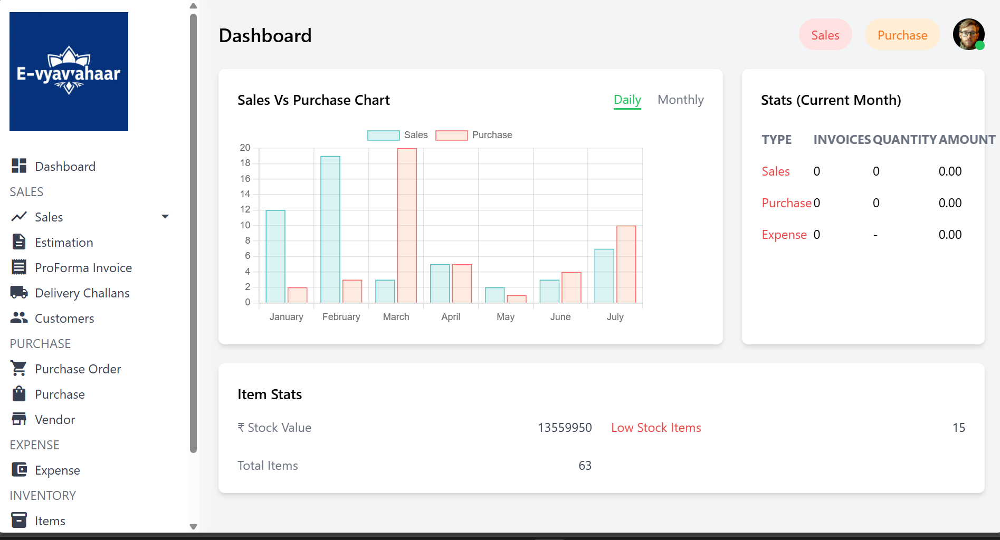 E-vyavahaar
Dashboard
SALES
Sales
Estimation
ProForma Invoice
Delivery Challans
Customers
PURCHASE
Purchase Order
Purchase
Vendor
EXPENSE
Expense
INVENTORY
Items
Dashboard
Sales Purchase
Sales Vs Purchase Chart
Daily Monthly
Sales Purchase
20
18
16
14
12
10
8
6
4
2
0
January February March April May June July
Stats (Current Month)
TYPE INVOICES QUANTITY AMOUNT
Sales 0 0 0.00
Purchase 0 0 0.00
Expense 0 - 0.00
Item Stats
₹ Stock Value 13559950 Low Stock Items 15
Total Items 63